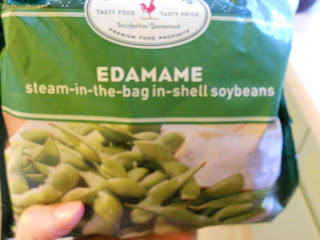 TASTY FOOD TASTY PRICE
Satisfaction Guaranteed
PREMIUM FOOD PRODUCTS
EDAMAME
steam-in-the-bag in-shell soybeans